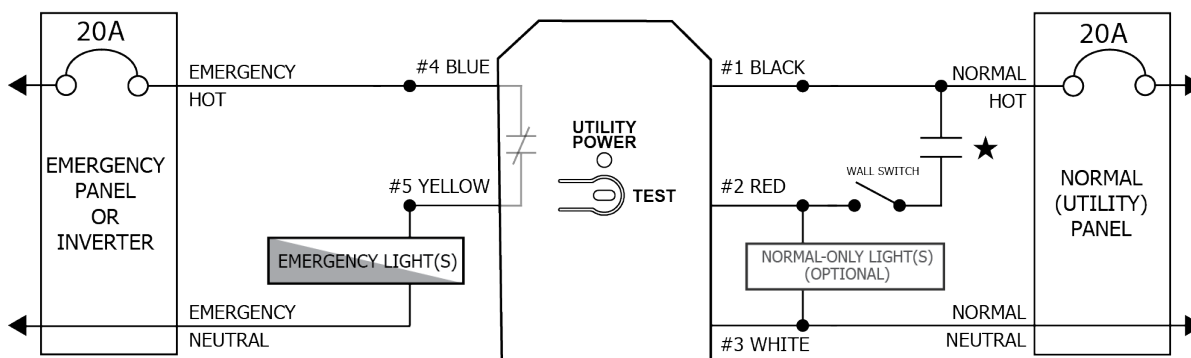 20A
EMERGENCY
PANEL
OR
INVERTER
EMERGENCY
HOT
#4 BLUE
#5 YELLOW
EMERGENCY LIGHT(S)
EMERGENCY
NEUTRAL
UTILITY
POWER
TEST
#1 BLACK
NORMAL
HOT
WALL SWITCH
#2 RED
NORMAL-ONLY LIGHT(S)
(OPTIONAL)
NORMAL
NEUTRAL
#3 WHITE
20A
NORMAL
(UTILITY)
PANEL